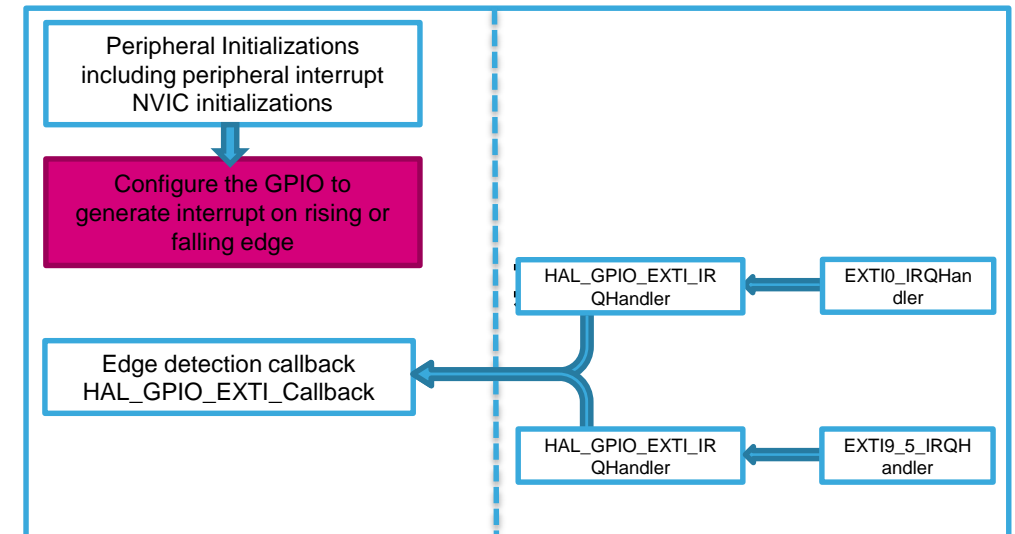 Peripheral Initializations
including peripheral interrupt
NVIC initializations
Configure the GPIO to
generate interrupt on rising or
falling edge
HAL_GPIO_EXTI_IR
QHandler
EXTI0_IRQHan
dler
Edge detection callback
HAL_GPIO_EXTI_Callback
HAL_GPIO_EXTI_IR
QHandler
EXTI9_5_IRQH
andler